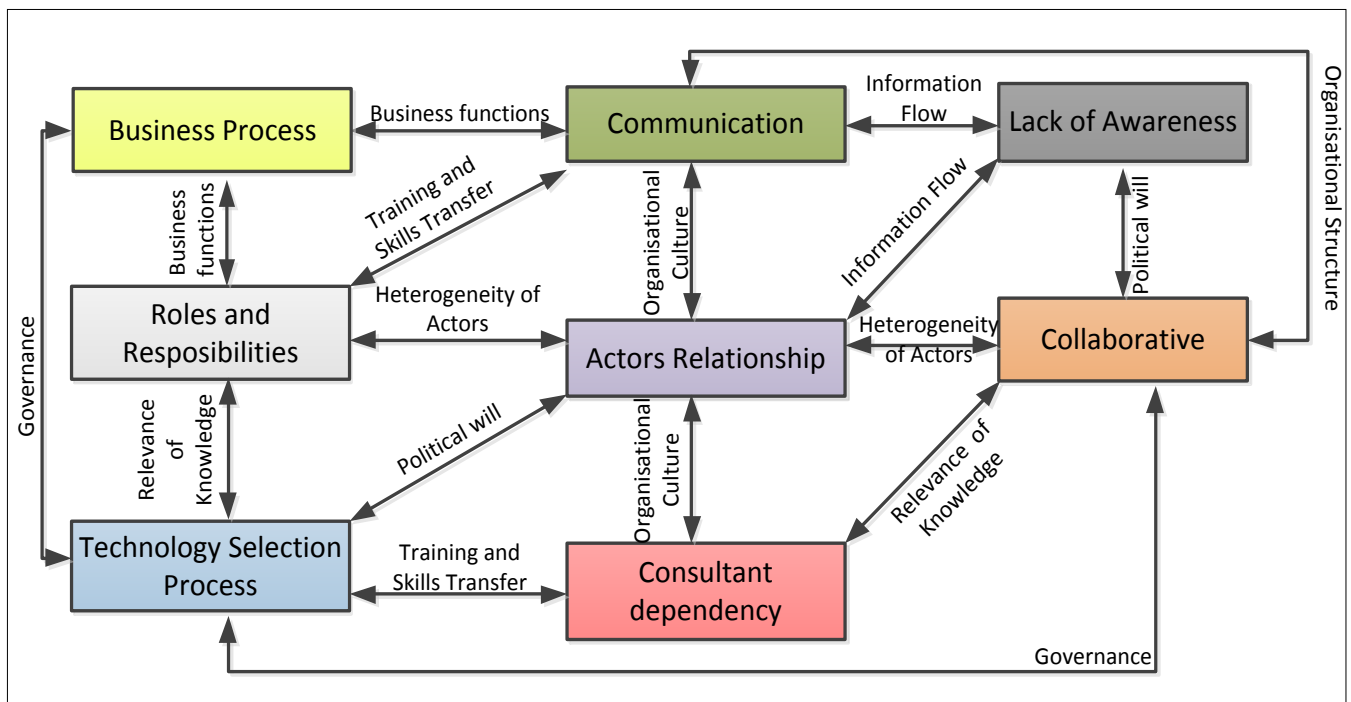 Business Process
Business functions
Communication
Information
Flow
Lack of Awareness
Organisational Structure
Governance
Business
functions
Training and
Skills Transfer
Organisational
Culture
Information Flow
Political will
Roles and
Resposibilities
Heterogeneity of
Actors
Actors Relationship
Heterogeneity
of Actors
Collaborative
Relevance
of
Knowledge
Political will
Organisational
Culture
Relevance of
Knowledge
Technology Selection
Process
Training and
Skills Transfer
Consultant
dependency
Governance